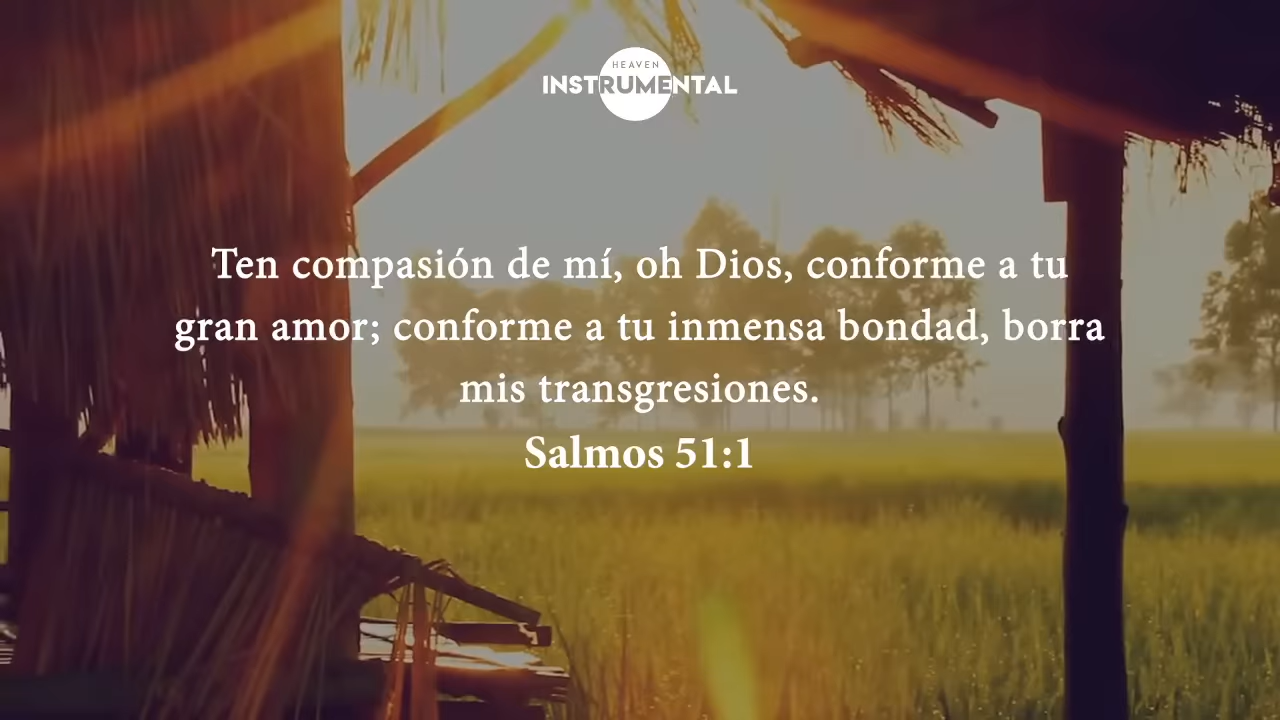 HEAVEN
INSTRUMENTAL
Ten compasión de mí, oh Dios, conforme a tu
gran amor; conforme a tu inmensa bondad, borra
mis transgresiones.
Salmos 51:1